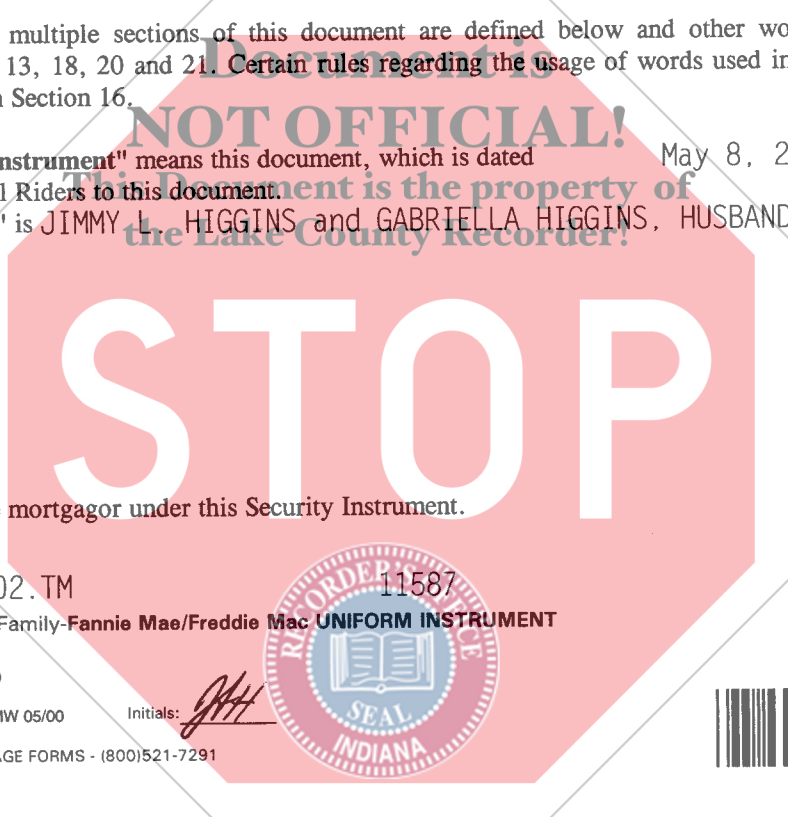 multiple sections of this document are defined below and other wo
13, 18, 20 and 21. Certain rules regarding the usage of words used in
Section 16.
Document is
NOT OFFICIAL!
This Document is the property of
the Lake County Recorder!
nstrument" means this document, which is dated May 8, 2
l Riders to this document.
" is JIMMY L. HIGGINS and GABRIELLA HIGGINS, HUSBAND
STOP
mortgagor under this Security Instrument.
02.TM 11587
Family-Fannie Mae/Freddie Mac UNIFORM INSTRUMENT
MW 05/00 Initials: JHH
GE FORMS - (800)521-7291
RECORDER'S OFFICE
SEAL
INDIANA